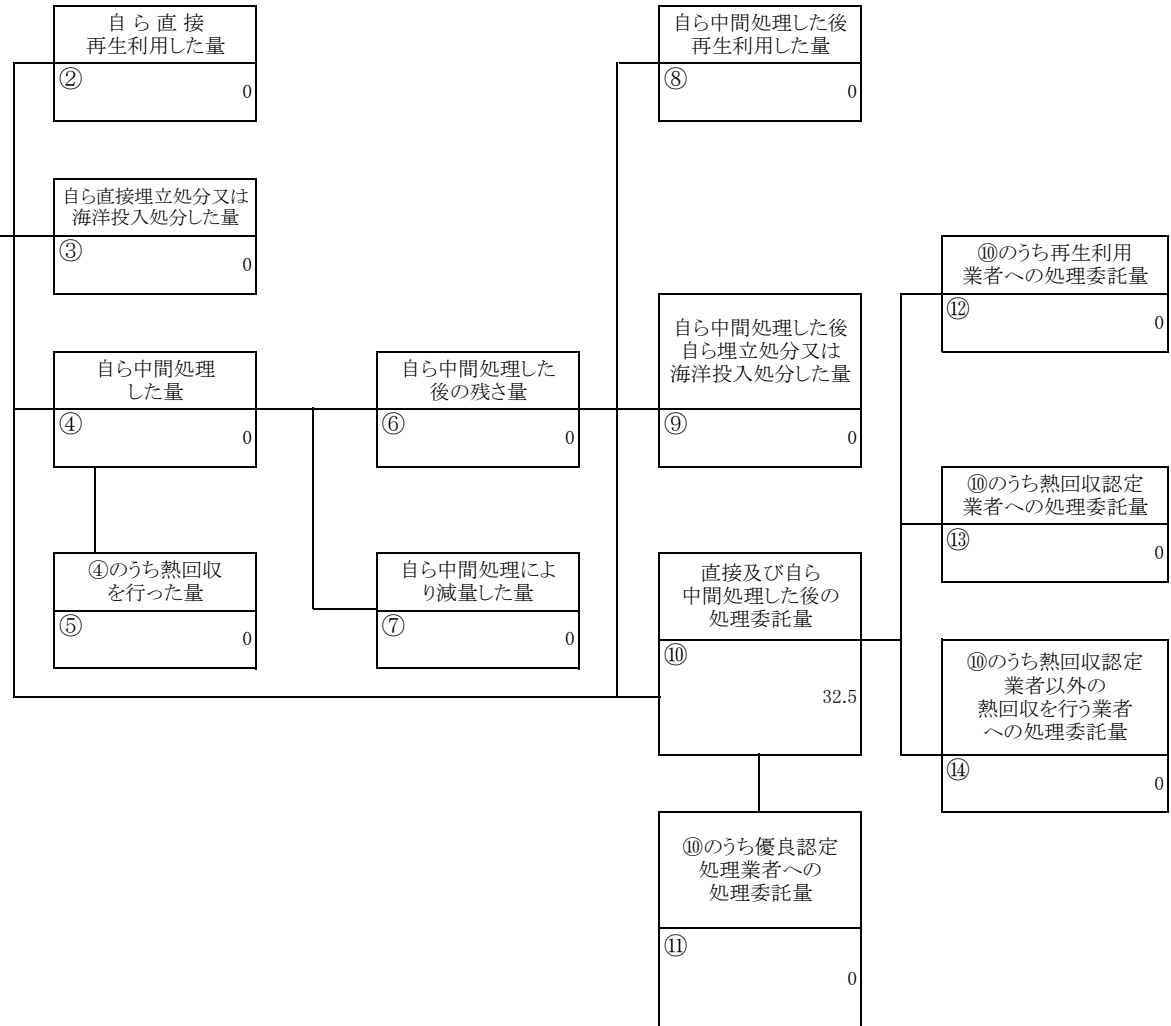 自ら直接
再生利用した量
②
0
自ら直接埋立処分又は
海洋投入処分した量
③
0
自ら中間処理
した量
④
0
④のうち熱回収
を行った量
⑤
0
自ら中間処理した
後の残さ量
⑥
0
自ら中間処理によ
り減量した量
⑦
0
自ら中間処理した後
再生利用した量
⑧
0
自ら中間処理した後
自ら埋立処分又は
海洋投入処分した量
⑨
0
直接及び自ら
中間処理した後の
処理委託量
⑩
32.5
⑩のうち優良認定
処理業者への
処理委託量
⑪
0
⑩のうち再生利用
業者への処理委託量
⑫
0
⑩のうち熱回収認定
業者への処理委託量
⑬
0
⑩のうち熱回収認定
業者以外の
熱回収を行う業者
への処理委託量
⑭
0